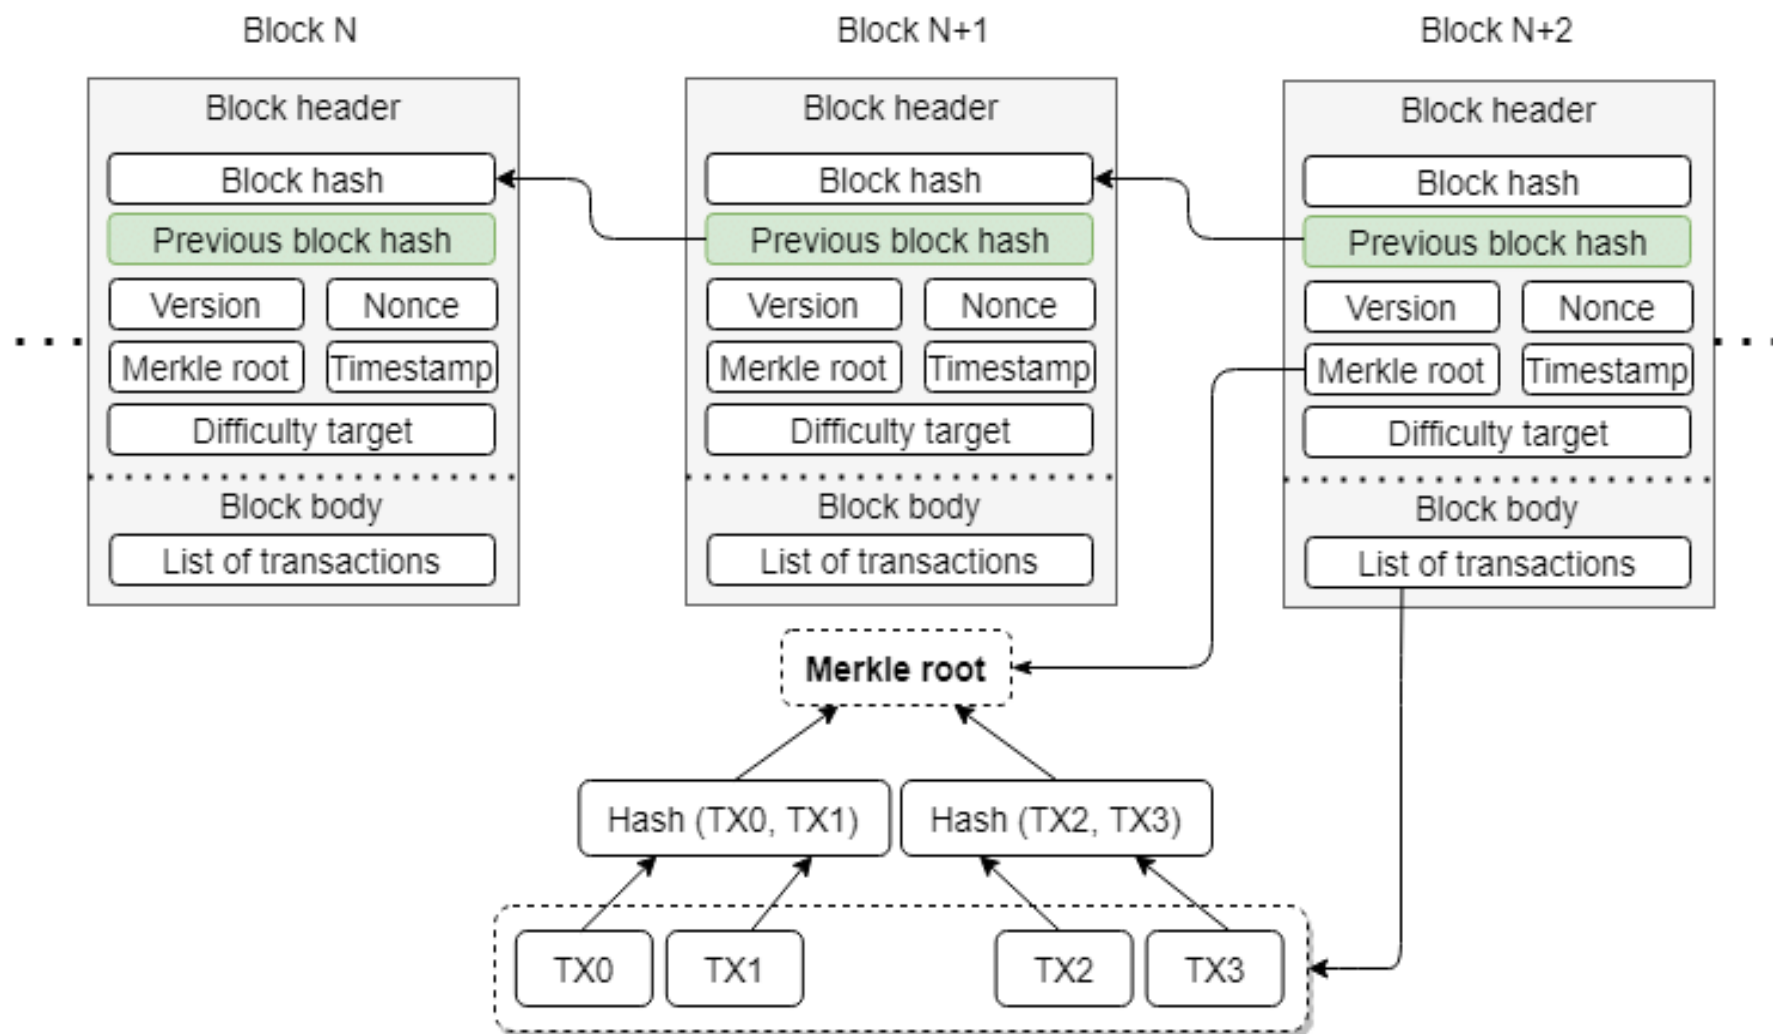 Block N
Block N+1
Block N+2
Block header
Block hash
Previous block hash
Version
Nonce
Merkle root
Timestamp
Difficulty target
Block body
List of transactions
Block header
Block hash
Previous block hash
Version
Nonce
Merkle root
Timestamp
Difficulty target
Block body
List of transactions
Block header
Block hash
Previous block hash
Version
Nonce
Merkle root
Timestamp
Difficulty target
Block body
List of transactions
Merkle root
Hash (TX0, TX1)
Hash (TX2, TX3)
TX0
TX1
TX2
TX3